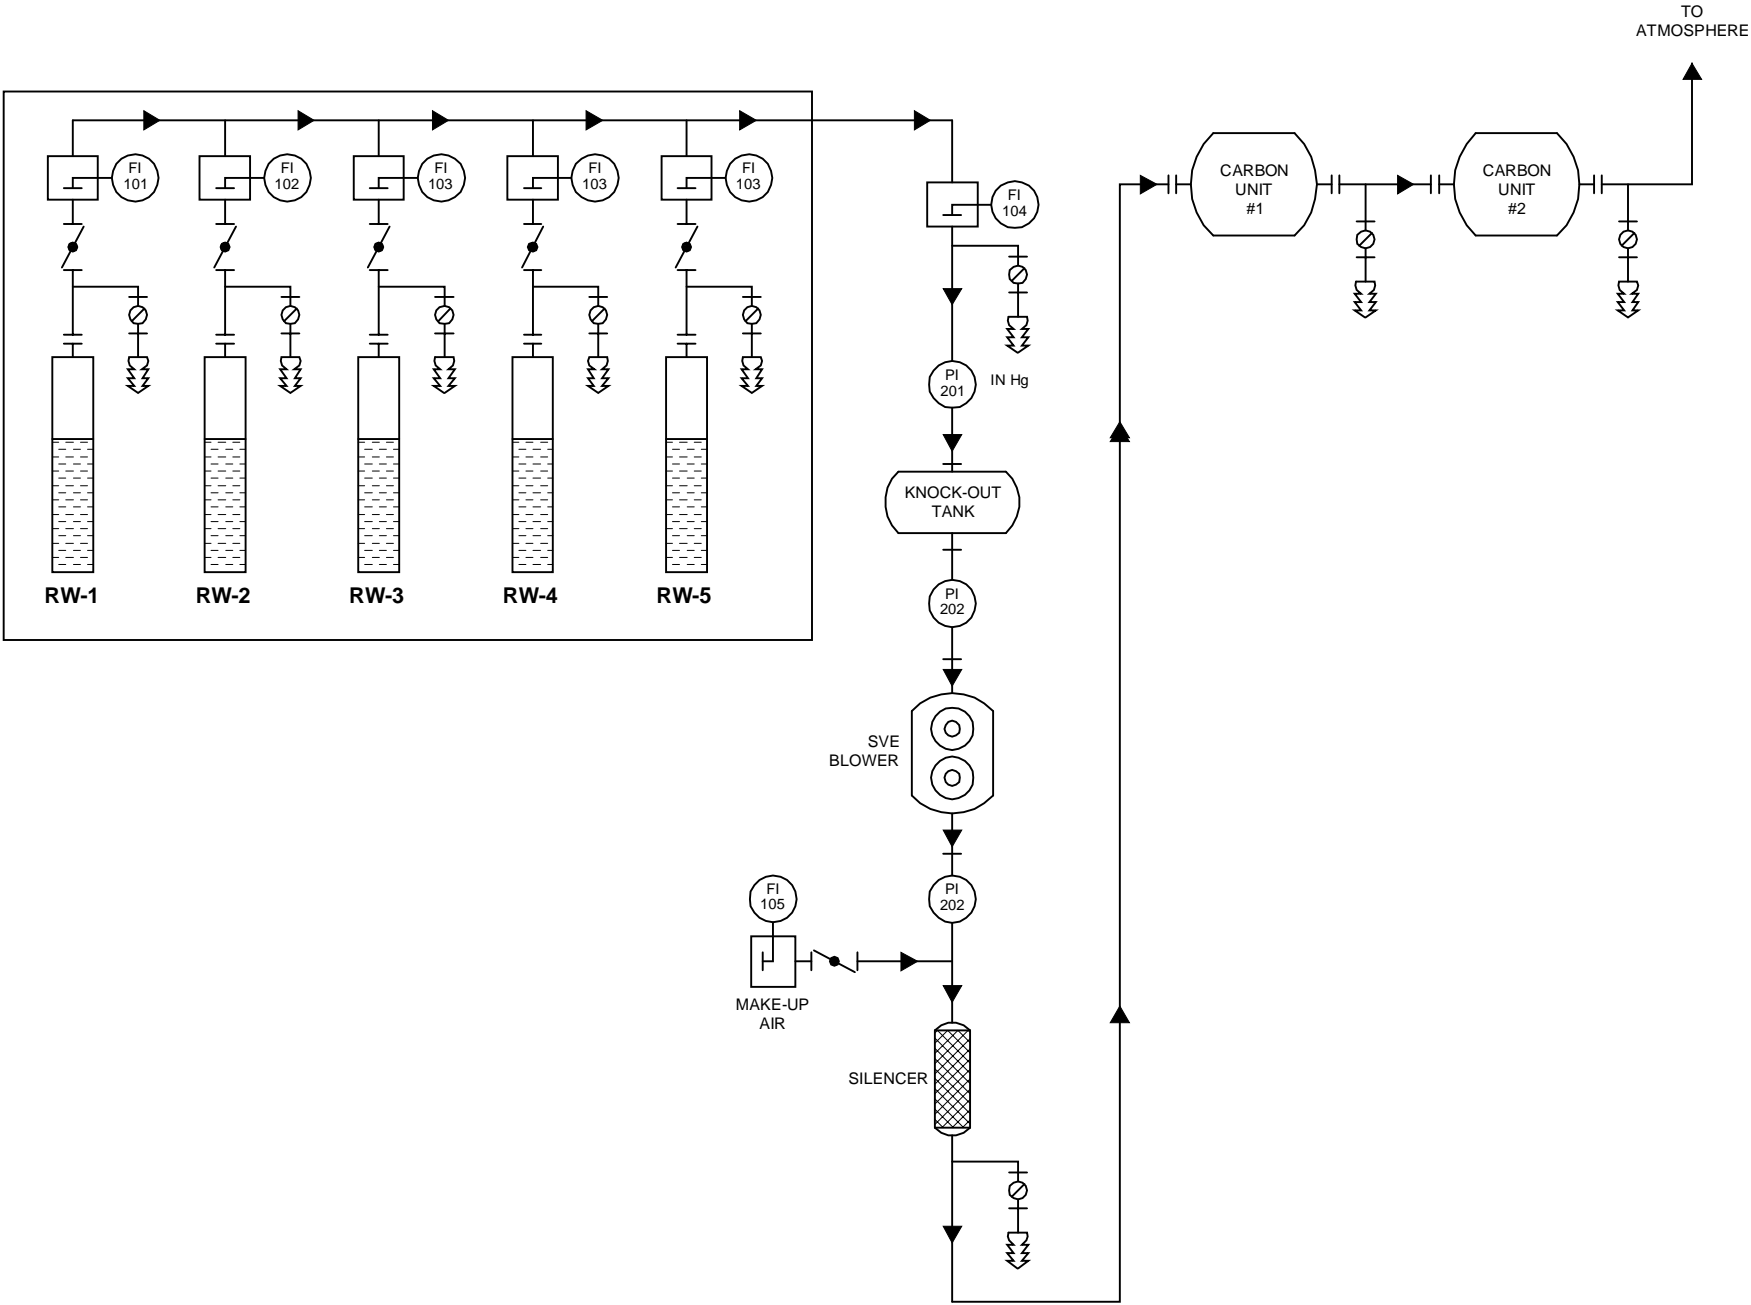 TO
ATMOSPHERE
FI
101
FI
102
FI
103
FI
103
FI
103
FI
104
CARBON
UNIT
#1
CARBON
UNIT
#2
PI
201
IN Hg
KNOCK-OUT
TANK
RW-1
RW-2
RW-3
RW-4
RW-5
PI
202
SVE
BLOWER
FI
105
PI
202
MAKE-UP
AIR
SILENCER